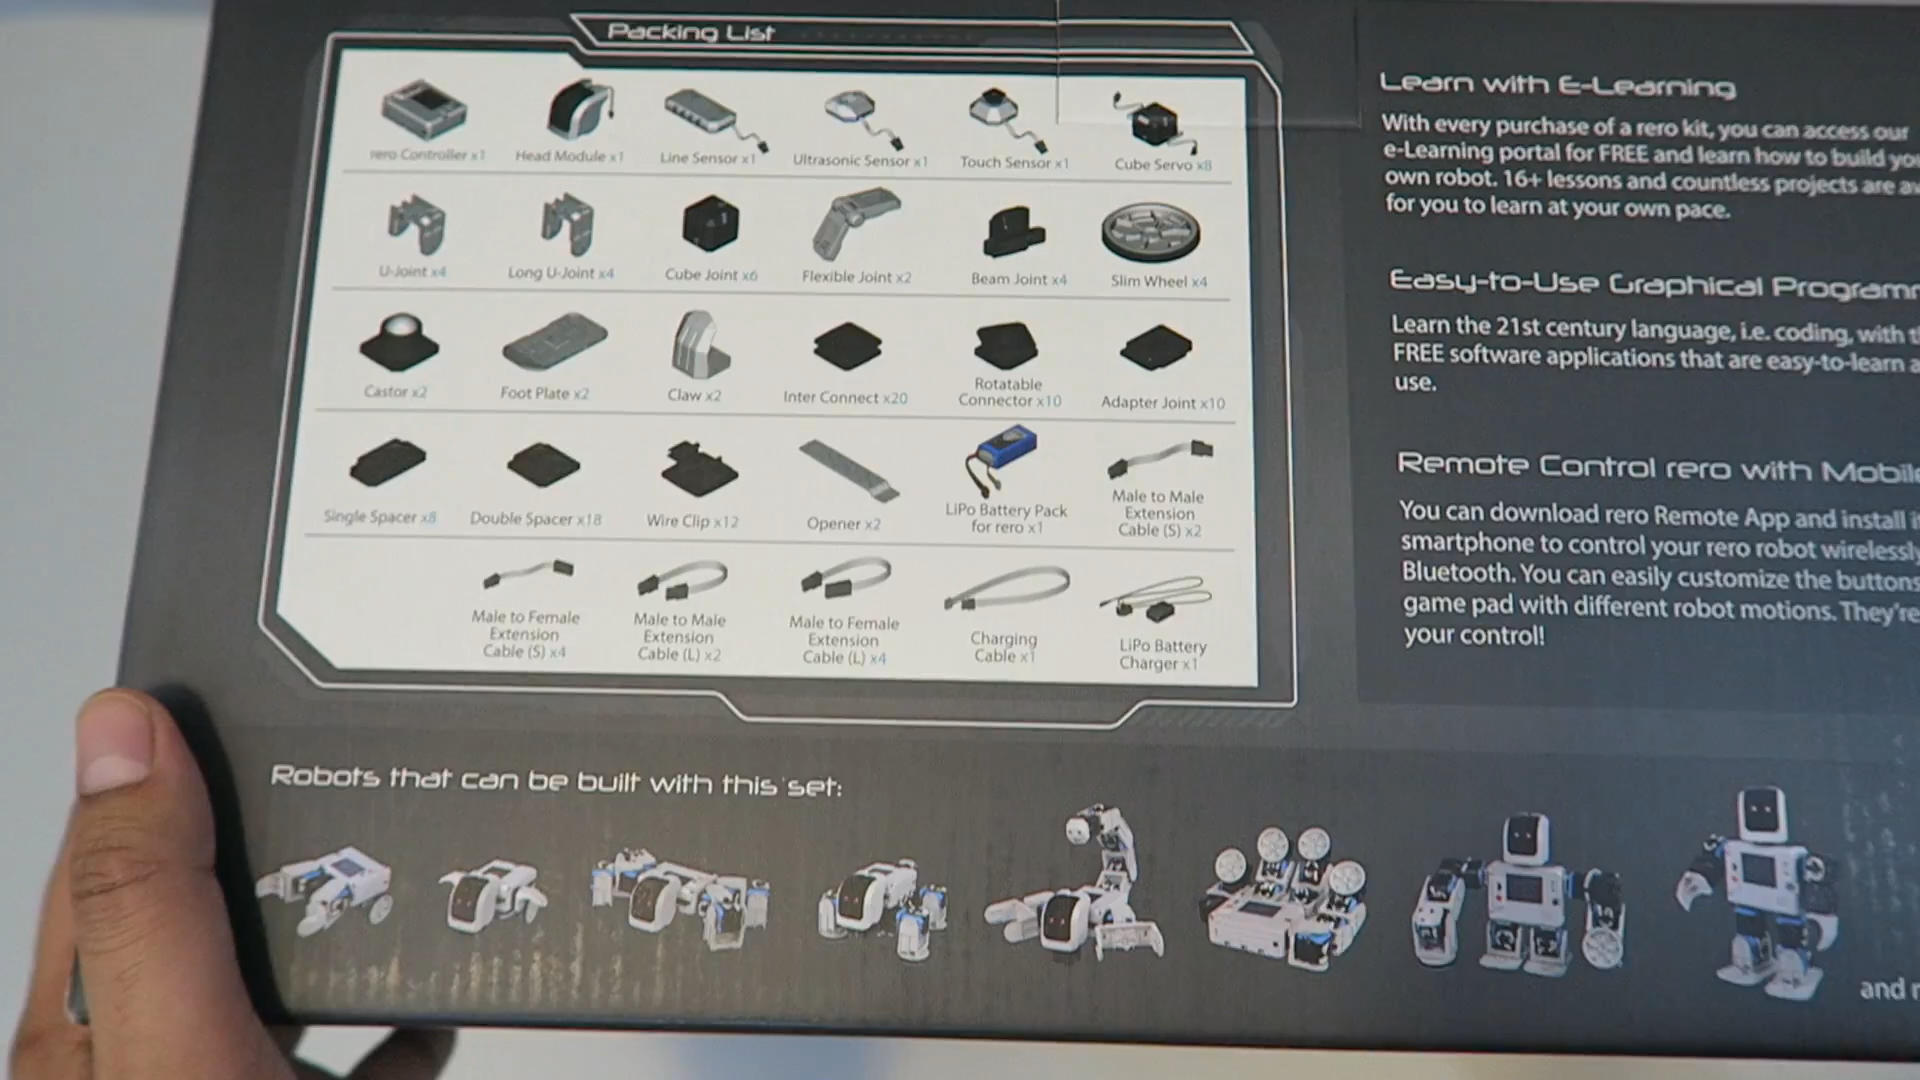 Packing List
rero Controller x1
Head Module x1
Line Sensor x1
Ultrasonic Sensor x1
Touch Sensor x1
Cube Servo x8
U-Joint x4
Long U-Joint x4
Cube Joint x6
Flexible Joint x2
Beam Joint x4
Slim Wheel x4
Castor x2
Foot Plate x2
Claw x2
Inter Connect x20
Rotatable
Connector x10
Adapter Joint x10
Single Spacer x8
Double Spacer x18
Wire Clip x12
Opener x2
LiPo Battery Pack
for rero x1
Male to Male
Extension
Cable (S) x2
Male to Female
Extension
Cable (S) x4
Male to Male
Extension
Cable (L) x2
Male to Female
Extension
Cable (L) x4
Charging
Cable x1
LiPo Battery
Charger x1
Learn with E-Learning
With every purchase of a rero kit, you can access our
e-Learning portal for FREE and learn how to build
own robot. 16+ lessons and countless projects are
for you to learn at your own pace.
Easy-to-Use Graphical
Learn the 21st century language, i.e. coding, with
FREE software applications that are easy-to-learn
use.
Remote Control rero with
You can download rero Remote App and install
smartphone to control your rero robot wirelessly
Bluetooth. You can easily customize the buttons
game pad with different robot motions. They're
your control!
Robots that can be built with this set:
and